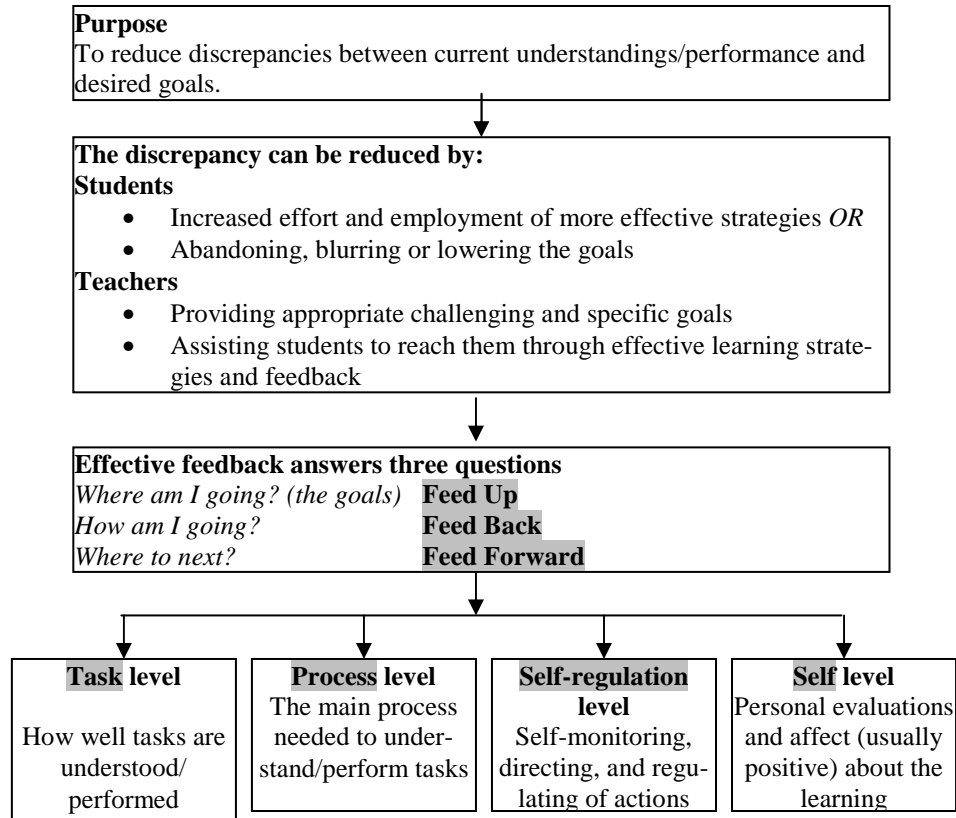 Purpose
To reduce discrepancies between current understandings/performance and
desired goals.
The discrepancy can be reduced by:
Students
• Increased effort and employment of more effective strategies OR
• Abandoning, blurring or lowering the goals
Teachers
• Providing appropriate challenging and specific goals
• Assisting students to reach them through effective learning strate-
gies and feedback
Effective feedback answers three questions
Where am I going? (the goals) Feed Up
How am I going? Feed Back
Where to next? Feed Forward
Task level
How well tasks are
understood/
performed
Process level
The main process
needed to under-
stand/perform tasks
Self-regulation
level
Self-monitoring,
directing, and regu-
lating of actions
Self level
Personal evaluations
and affect (usually
positive) about the
learning